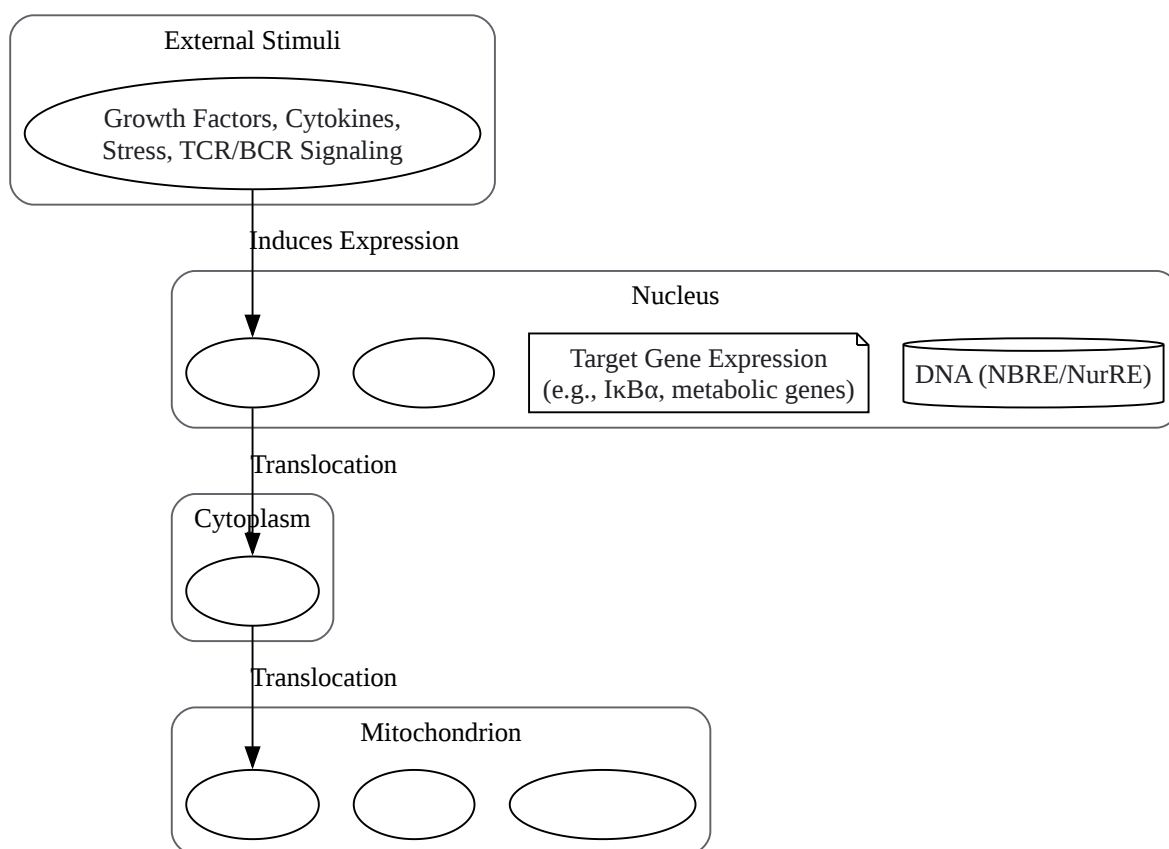 External Stimuli
Growth Factors, Cytokines,
Stress, TCR/BCR Signaling
Induces Expression
Nucleus
Target Gene Expression
(e.g., IκBα, metabolic genes)
DNA (NBRE/NurRE)
Translocation
Cytoplasm
Translocation
Mitochondrion